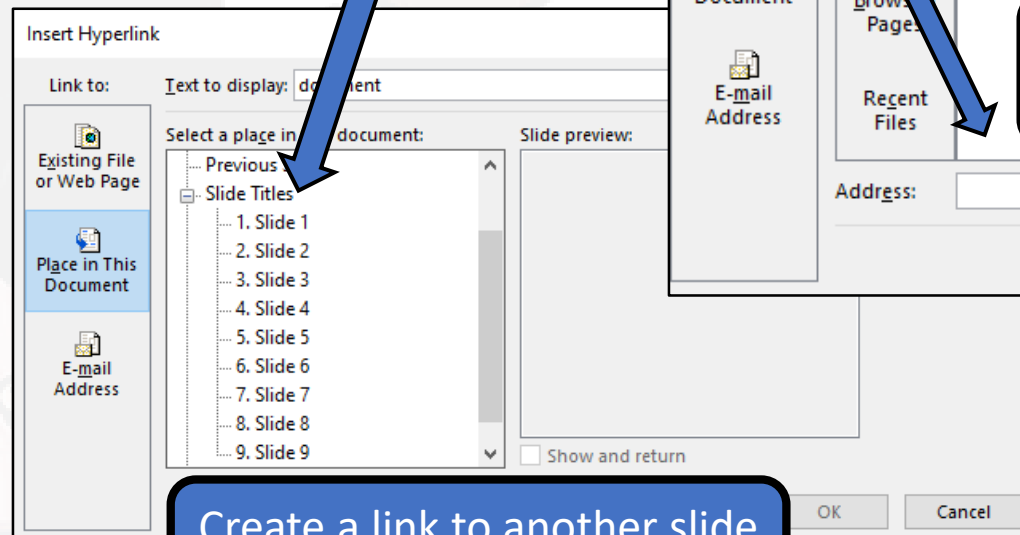 Insert Hyperlink
Link to:
Text to display:
Select a place in document:
Slide preview:
Existing File
or Web Page
Place in This
Document
E-mail
Address
Previous
Slide Titles
1. Slide 1
2. Slide 2
3. Slide 3
4. Slide 4
5. Slide 5
6. Slide 6
7. Slide 7
8. Slide 8
9. Slide 9
Show and return
OK
Cancel
Create a link to another slide
Document
E-mail
Address
Pages
Recent
Files
Address: